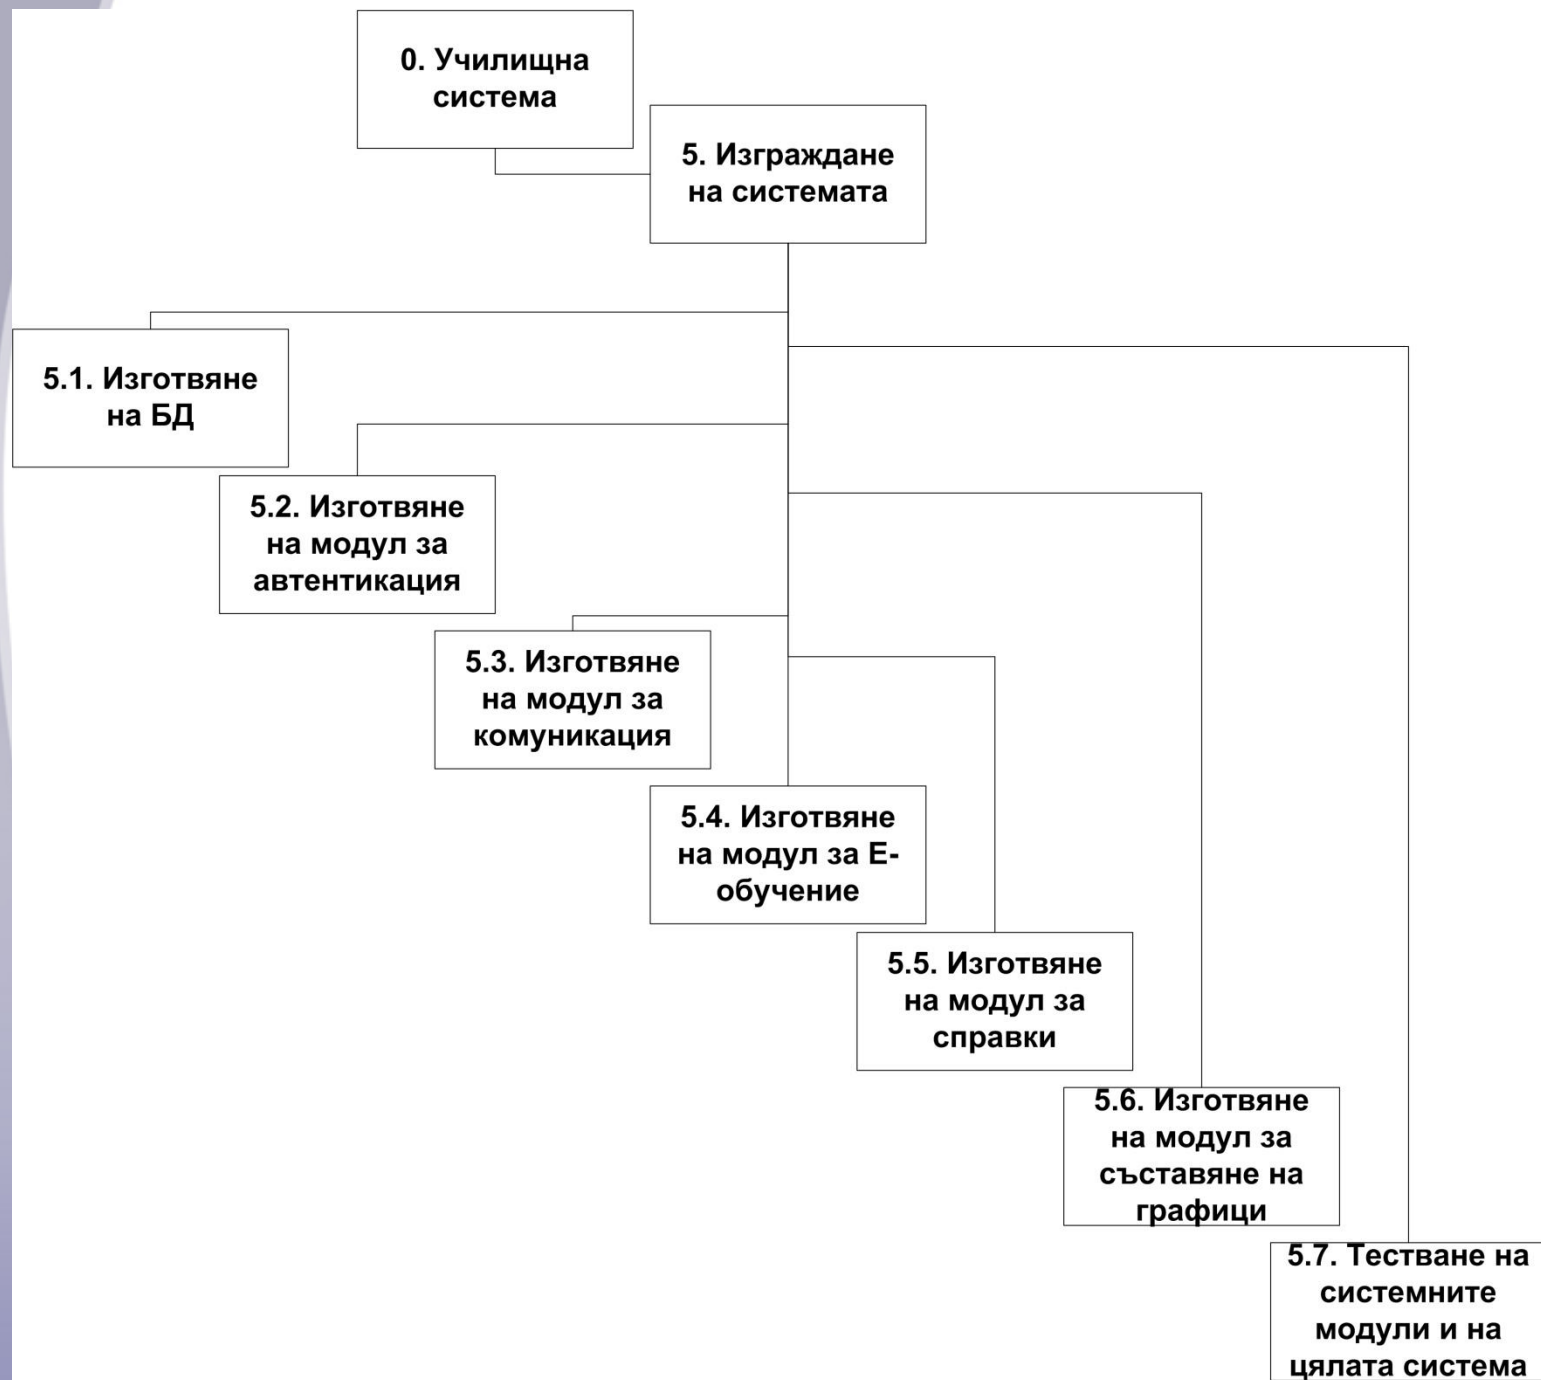 0. Училищна
система
5. Изграждане
на системата
5.1. Изготвяне
на БД
5.2. Изготвяне
на модул за
автентикация
5.3. Изготвяне
на модул за
комуникация
5.4. Изготвяне
на модул за Е-
обучение
5.5. Изготвяне
на модул за
справки
5.6. Изготвяне
на модул за
съставяне на
графици
5.7. Тестване на
системните
модули и на
цялата система